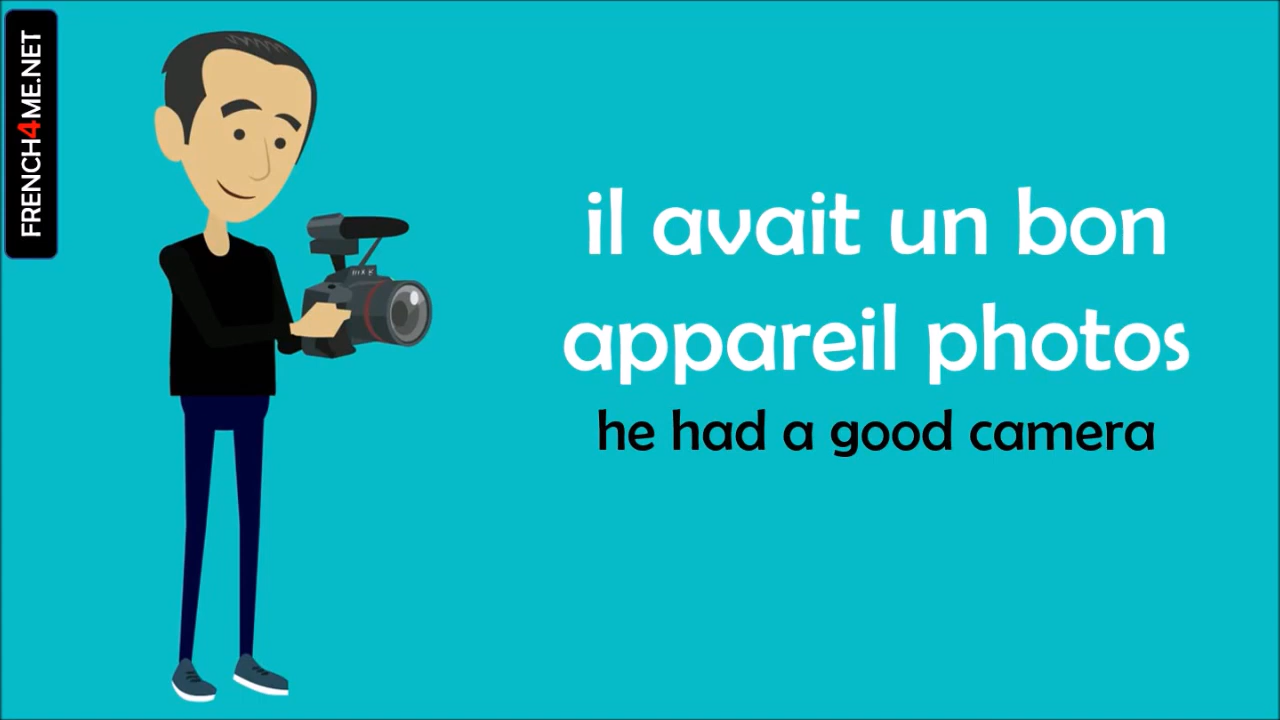 FRENCH4ME.NET
il avait un bon
appareil photos
he had a good camera